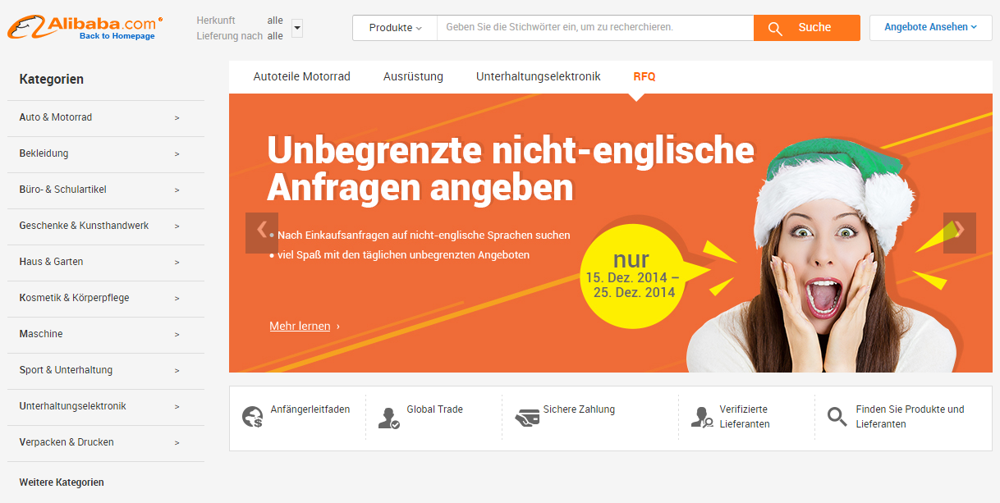 Alibaba.com®
Back to Homepage
Herkunft alle
Lieferung nach alle
Produkte
Geben Sie die Stichwörter ein, um zu recherchieren.
Suche
Angebote Ansehen
Kategorien
Auto & Motorrad >
Bekleidung >
Büro- & Schulartikel >
Geschenke & Kunsthandwerk >
Haus & Garten >
Kosmetik & Körperpflege >
Maschine >
Sport & Unterhaltung >
Unterhaltungselektronik >
Verpacken & Drucken >
Weitere Kategorien
Autoteile Motorrad
Ausrüstung
Unterhaltungselektronik
RFQ
Unbegrenzte nicht-englische
Anfragen angeben
• Nach Einkaufsanfragen auf nicht-englische Sprachen suchen
• viel Spaß mit den täglichen unbegrenzten Angeboten
nur
15. Dez. 2014 –
25. Dez. 2014
Mehr lernen ›
Anfängerleitfaden
Global Trade
Sichere Zahlung
Verifizierte
Lieferanten
Finden Sie Produkte und
Lieferanten